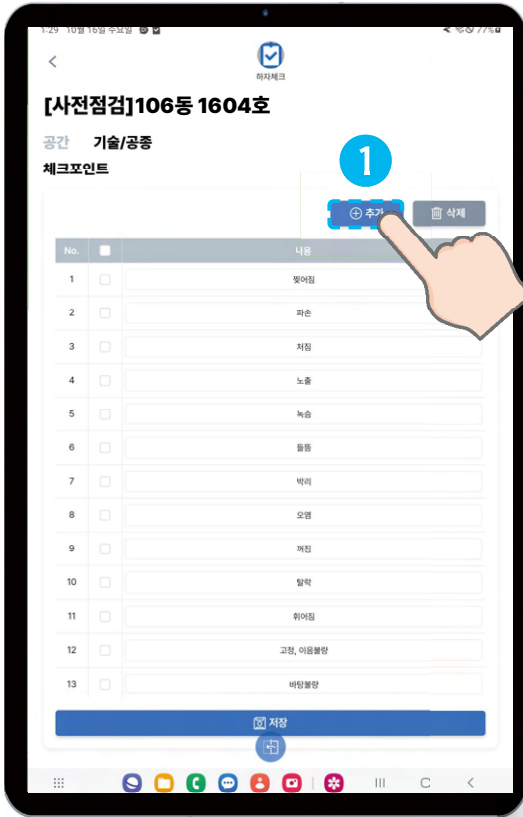 1:29 10월 16일 수요일 77%
하자체크
[사전점검]106동 1604호
공간 기술/공종
체크포인트
1
추가 삭제
No. 내용
1 찢어짐
2 파손
3 처짐
4 노출
5 녹슴
6 들뜸
7 박리
8 오염
9 꺼짐
10 탈락
11 휘어짐
12 고정, 이음불량
13 바탕불량
저장